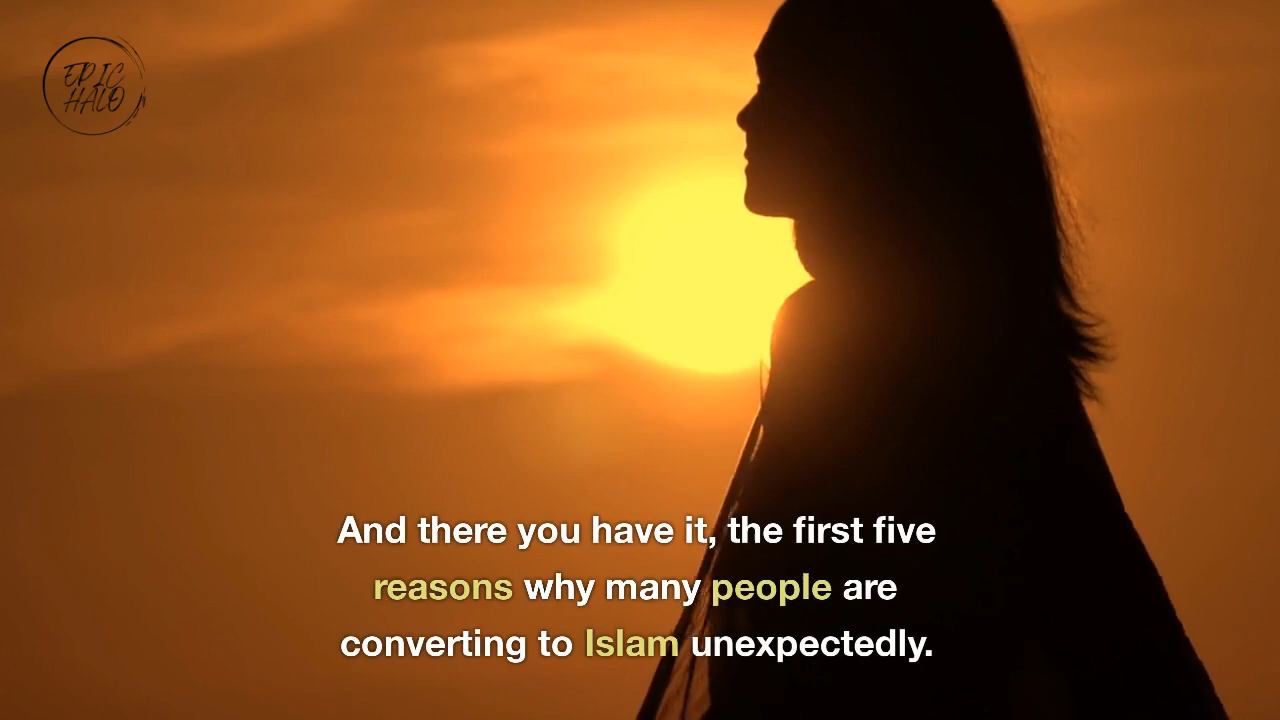 EPIC
HALO
And there you have it, the first five
reasons why many people are
converting to Islam unexpectedly.